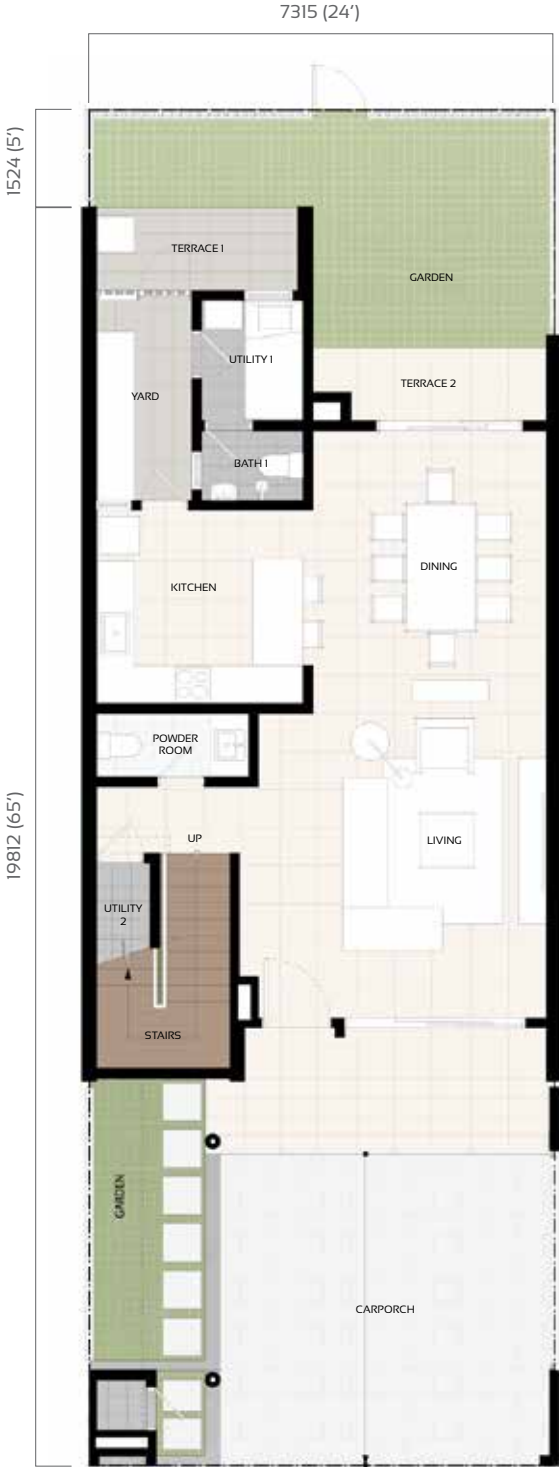 7315 (24')
1524 (5')
TERRACE 1
GARDEN
UTILITY 1
TERRACE 2
YARD
BATH 1
DINING
KITCHEN
POWDER
ROOM
UP
LIVING
19812 (65')
UTILITY
2
STAIRS
GARDEN
CARPORCH